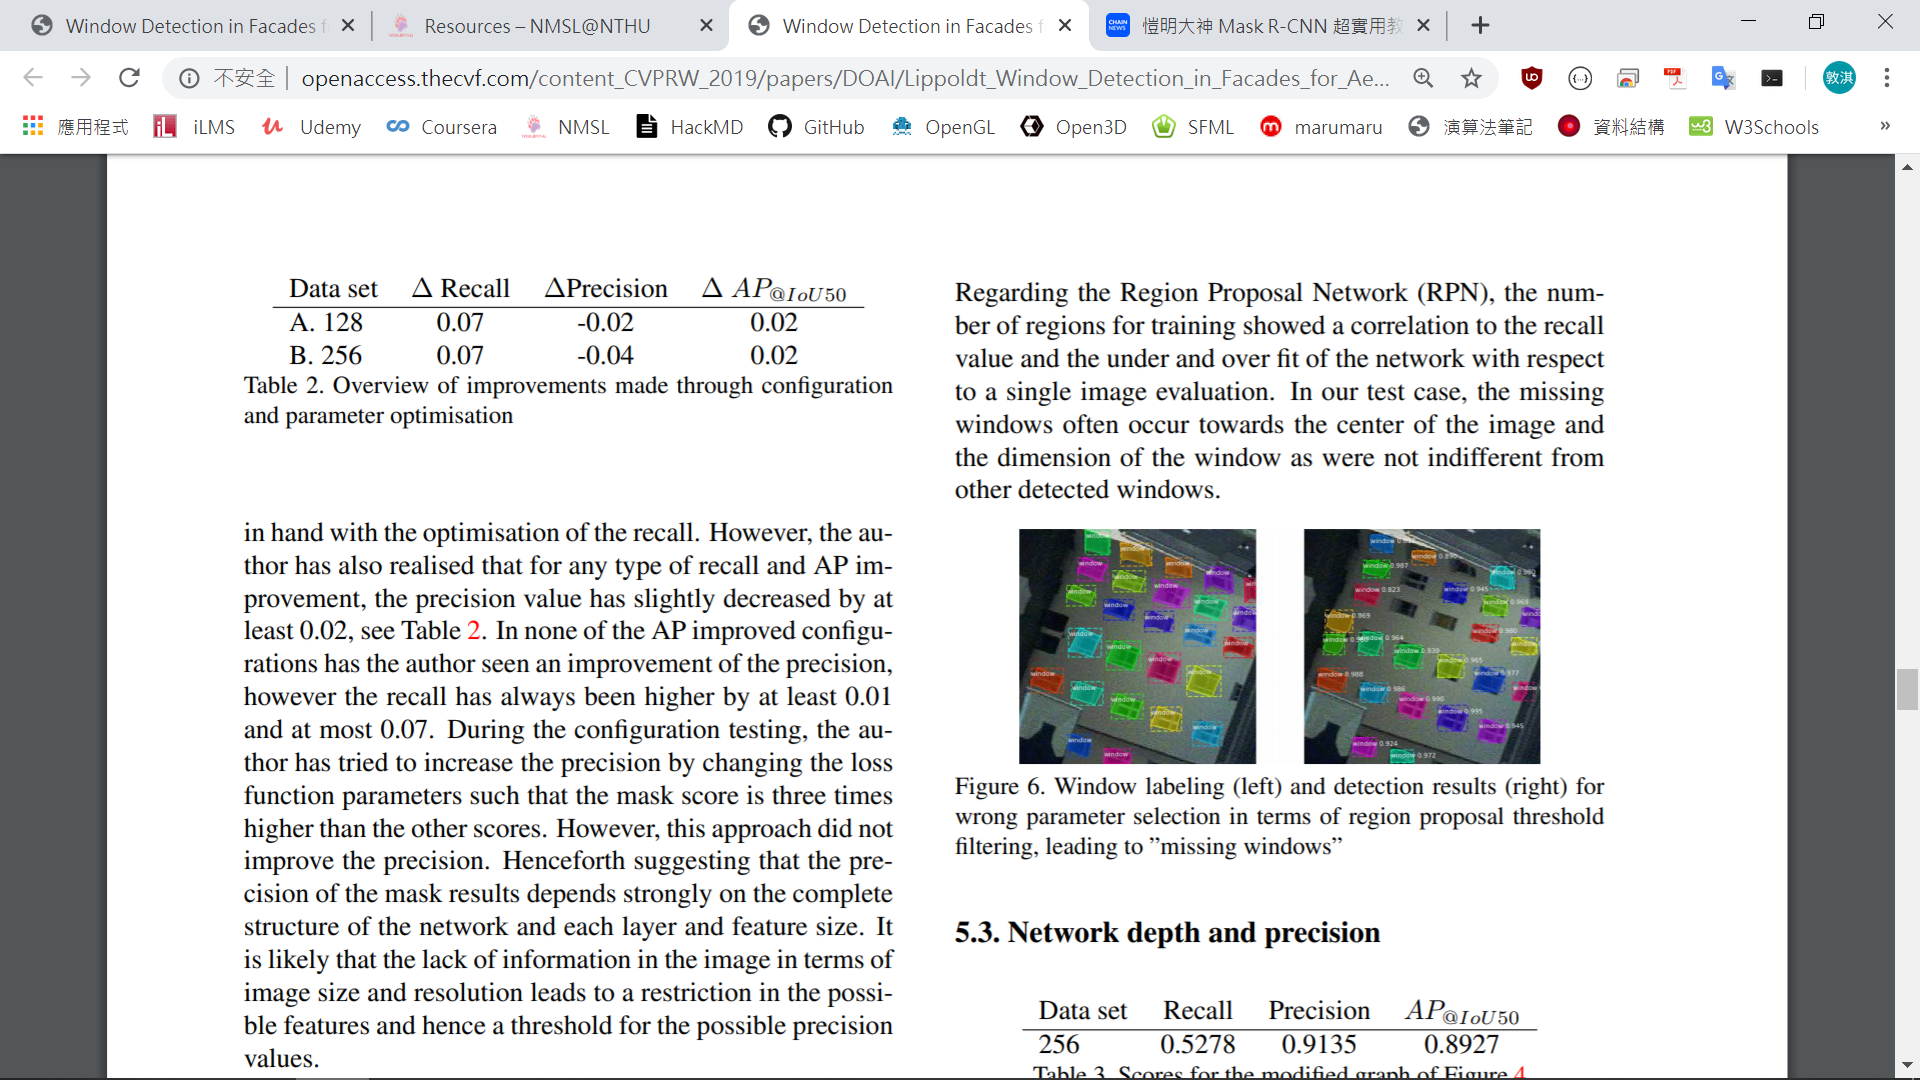 Window Detection in Facades f
Resources – NMSL@NTHU
Window Detection in Facades f
CHAIN NEWS
愷明大神 Mask R-CNN 超實用教
不安全
openaccess.thecvf.com/content_CVPRW_2019/papers/DOAI/Lippoldt_Window_Detection_in_Facades_for_Ae...
敦淇
應用程式
iLMS
Udemy
Coursera
NMSL
HackMD
GitHub
OpenGL
Open3D
SFML
marumaru
演算法筆記
資料結構
W3Schools
»
Data set Δ Recall ΔPrecision Δ AP@IoU50
A. 128 0.07 -0.02 0.02
B. 256 0.07 -0.04 0.02
Table 2. Overview of improvements made through configuration
and parameter optimisation
in hand with the optimisation of the recall. However, the au-
thor has also realised that for any type of recall and AP im-
provement, the precision value has slightly decreased by at
least 0.02, see Table 2. In none of the AP improved configu-
rations has the author seen an improvement of the precision,
however the recall has always been higher by at least 0.01
and at most 0.07. During the configuration testing, the au-
thor has tried to increase the precision by changing the loss
function parameters such that the mask score is three times
higher than the other scores. However, this approach did not
improve the precision. Henceforth suggesting that the pre-
cision of the mask results depends strongly on the complete
structure of the network and each layer and feature size. It
is likely that the lack of information in the image in terms of
image size and resolution leads to a restriction in the possi-
ble features and hence a threshold for the possible precision
values.
Regarding the Region Proposal Network (RPN), the num-
ber of regions for training showed a correlation to the recall
value and the under and over fit of the network with respect
to a single image evaluation. In our test case, the missing
windows often occur towards the center of the image and
the dimension of the window as were not indifferent from
other detected windows.
Figure 6. Window labeling (left) and detection results (right) for
wrong parameter selection in terms of region proposal threshold
filtering, leading to ”missing windows”
5.3. Network depth and precision
Data set Recall Precision AP@IoU50
256 0.5278 0.9135 0.8927
Table 3. Scores for the modified graph of Figure 4